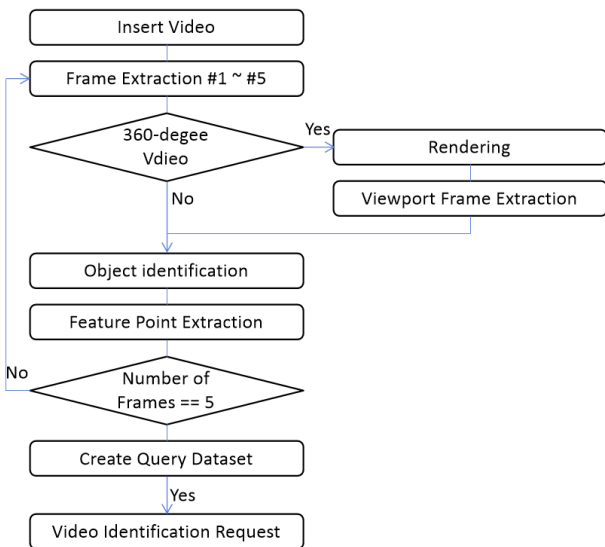 Insert Video
Frame Extraction #1 ~ #5
360-degee
Vdieo
Yes
Rendering
Viewport Frame Extraction
No
Object identification
Feature Point Extraction
No
Number of
Frames == 5
Create Query Dataset
Yes
Video Identification Request